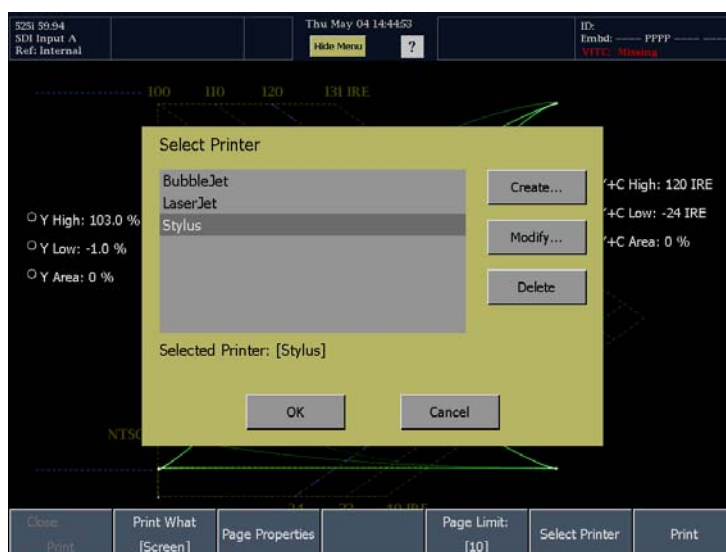 525i 59.94
SDI Input A
Ref: Internal
Thu May 04 14:44:53
Hide Menu
?
ID:
Embd: ---- PPPP ---- ----
VITC: Missing
100 110 120 131 IRE
Select Printer
BubbleJet
LaserJet
Stylus
Create...
Modify...
Delete
Selected Printer: [Stylus]
OK
Cancel
Y High: 103.0 %
Y Low: -1.0 %
Y Area: 0 %
+C High: 120 IRE
+C Low: -24 IRE
+C Area: 0 %
NTSC
Close
Print
Print What
[Screen]
Page Properties
Page Limit:
[10]
Select Printer
Print